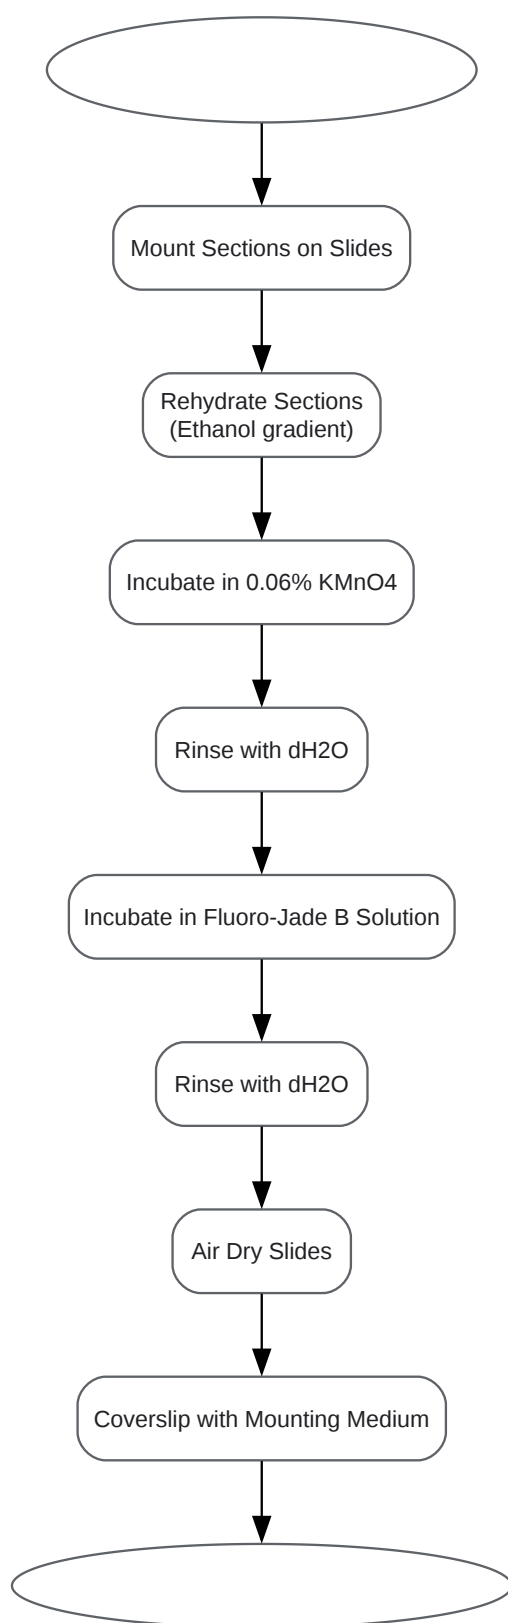 Mount Sections on Slides
Rehydrate Sections
(Ethanol gradient)
Incubate in 0.06% KMnO4
Rinse with dH2O
Incubate in Fluoro-Jade B Solution
Rinse with dH2O
Air Dry Slides
Coverslip with Mounting Medium